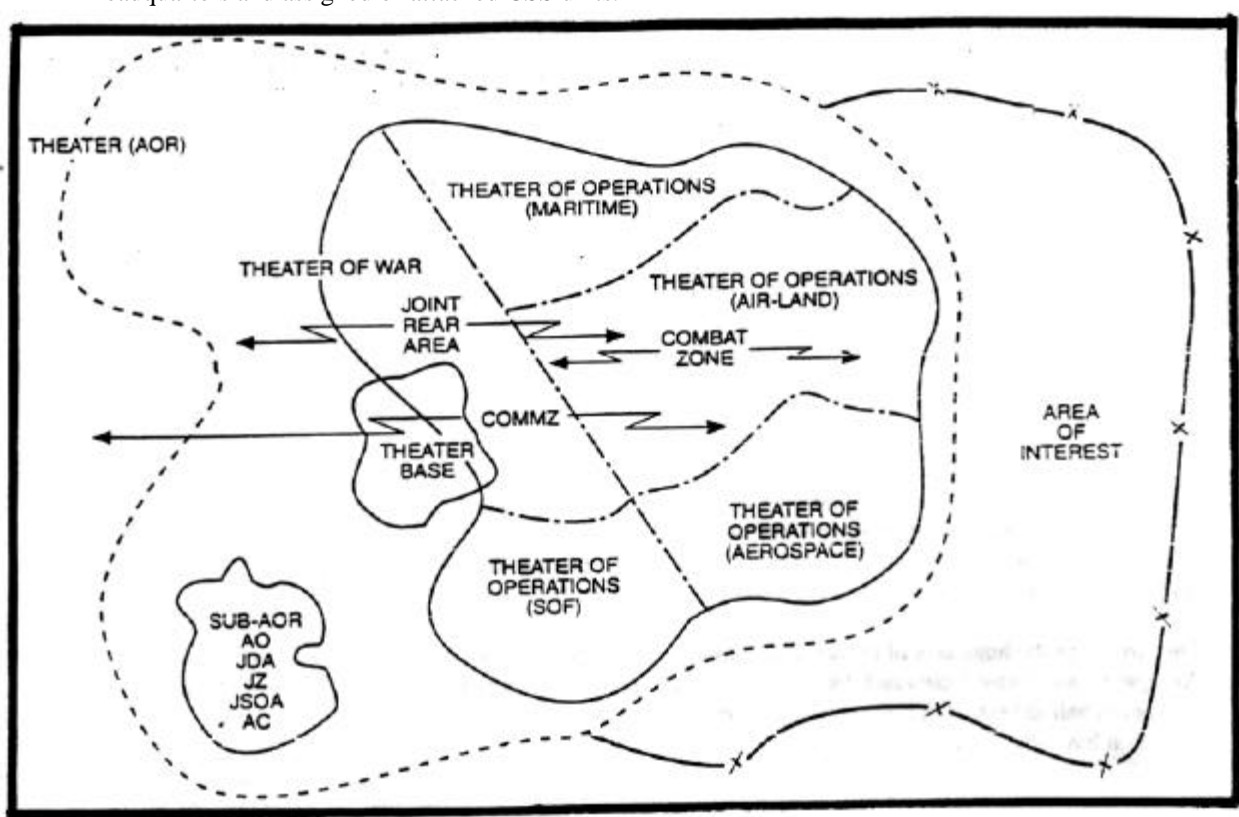 THEATER (AOR)
THEATER OF OPERATIONS
(MARITIME)
THEATER OF WAR
THEATER OF OPERATIONS
(AIR-LAND)
JOINT
REAR
AREA
COMBAT
ZONE
COMMZ
AREA
OF
INTEREST
THEATER
BASE
THEATER OF
OPERATIONS
(AEROSPACE)
THEATER OF
OPERATIONS
(SOF)
SUB-AOR
AO
JDA
JZ
JSOA
AC